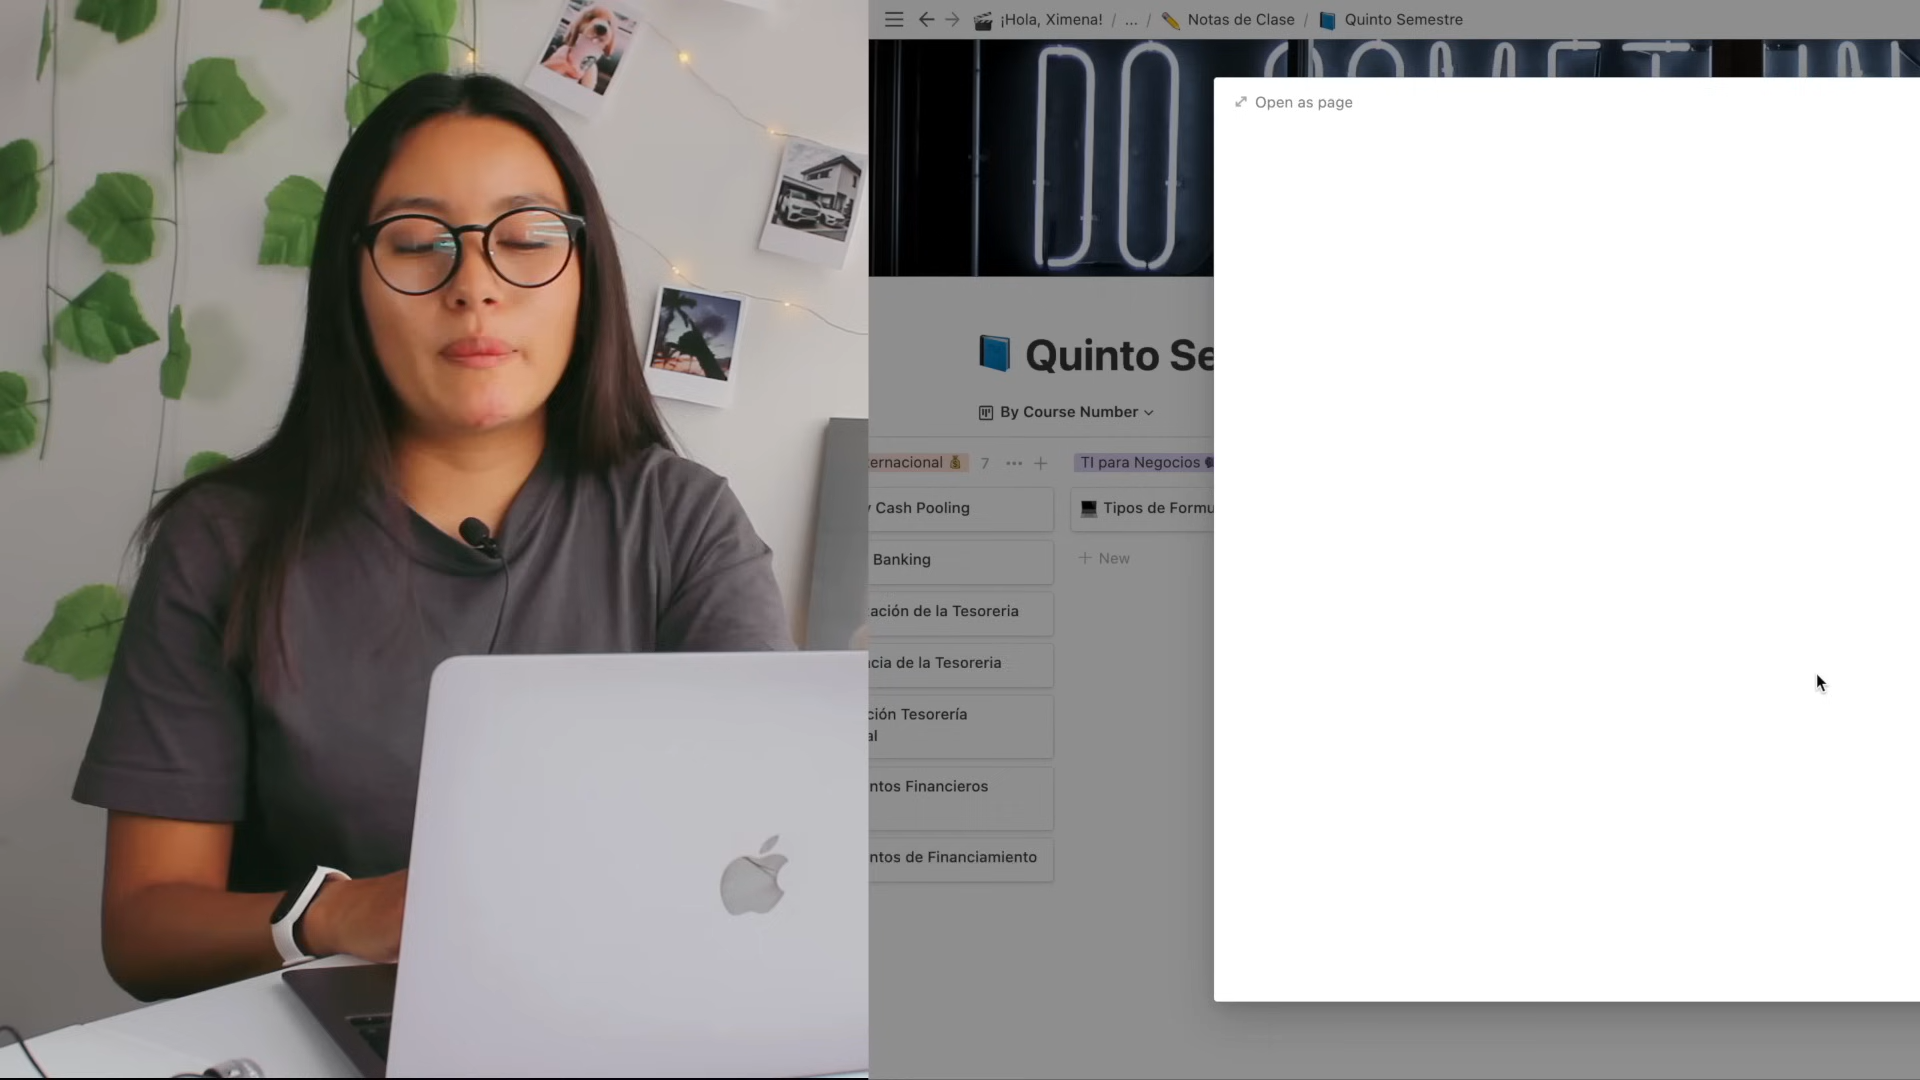 ¡Hola, Ximena! / ... / Notas de Clase / Quinto Semestre
Open as page
DO
Quinto Se
By Course Number
ernacional 7
TI para Negocios
y Cash Pooling
Tipos de Formu
Banking
New
ación de la Tesoreria
cia de la Tesoreria
ción Tesorería
al
ntos Financieros
ntos de Financiamiento